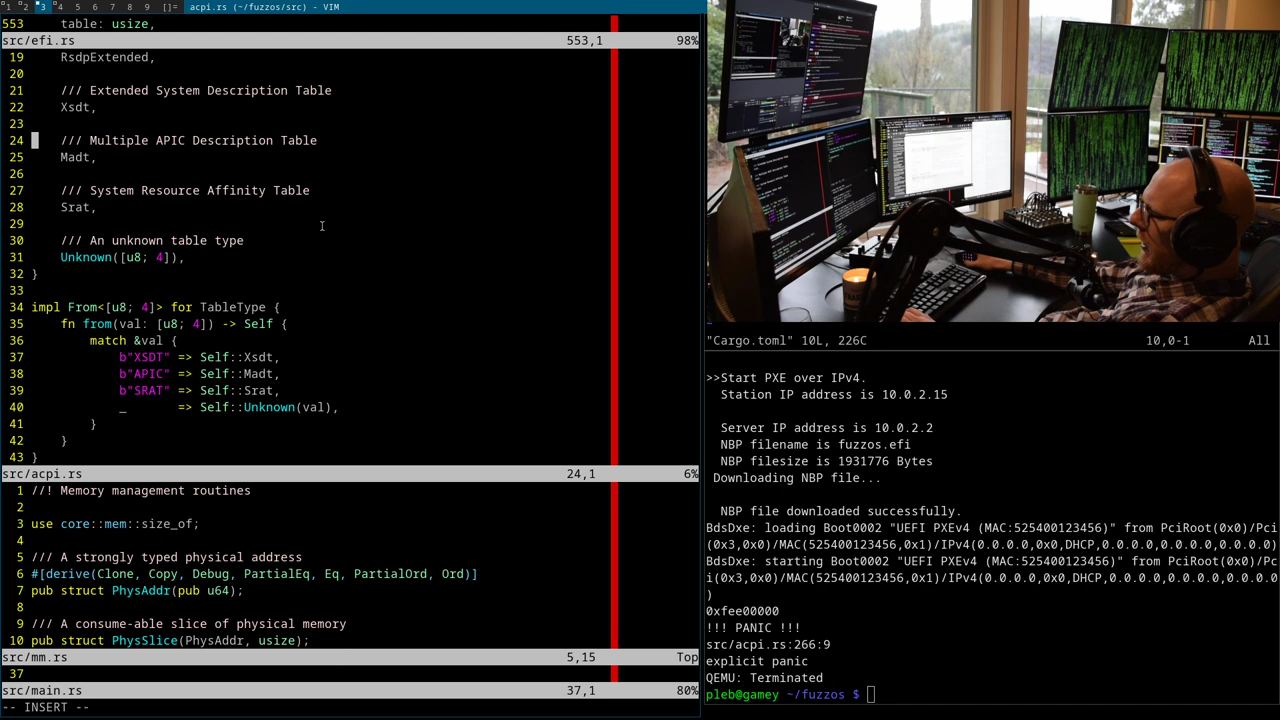 1 2 3 4 5 6 7 8 9 []= acpi.rs (~/fuzzos/src) - VIM
553     table: usize,
src/efi.rs 553,1 98%
19     RsdpExtended,
20
21     /// Extended System Description Table
22     Xsdt,
23
24     /// Multiple APIC Description Table
25     Madt,
26
27     /// System Resource Affinity Table
28     Srat,
29
30     /// An unknown table type
31     Unknown([u8; 4]),
32 }
33
34 impl From<[u8; 4]> for TableType {
35     fn from(val: [u8; 4]) -> Self {
36         match &val {
37             b"XSDT" => Self::Xsdt,
38             b"APIC" => Self::Madt,
39             b"SRAT" => Self::Srat,
40             _       => Self::Unknown(val),
41         }
42     }
43 }
src/acpi.rs 24,1 6%
1 //! Memory management routines
2
3 use core::mem::size_of;
4
5 /// A strongly typed physical address
6 #[derive(Clone, Copy, Debug, PartialEq, Eq, PartialOrd, Ord)]
7 pub struct PhysAddr(pub u64);
8
9 /// A consume-able slice of physical memory
10 pub struct PhysSlice(PhysAddr, usize);
src/mm.rs 5,15 Top
37
src/main.rs 37,1 80%
-- INSERT --
"Cargo.toml" 10L, 226C 10,0-1 All
>>Start PXE over IPv4.
  Station IP address is 10.0.2.15
  Server IP address is 10.0.2.2
  NBP filename is fuzzos.efi
  NBP filesize is 1931776 Bytes
 Downloading NBP file...
  NBP file downloaded successfully.
BdsDxe: loading Boot0002 "UEFI PXEv4 (MAC:525400123456)" from PciRoot(0x0)/Pci
(0x3,0x0)/MAC(525400123456,0x1)/IPv4(0.0.0.0,0x0,DHCP,0.0.0.0,0.0.0.0,0.0.0.0)
BdsDxe: starting Boot0002 "UEFI PXEv4 (MAC:525400123456)" from PciRoot(0x0)/Pc
i(0x3,0x0)/MAC(525400123456,0x1)/IPv4(0.0.0.0,0x0,DHCP,0.0.0.0,0.0.0.0,0.0.0.0
)
0xfee00000
!!! PANIC !!!
src/acpi.rs:266:9
explicit panic
QEMU: Terminated
pleb@gamey ~/fuzzos $